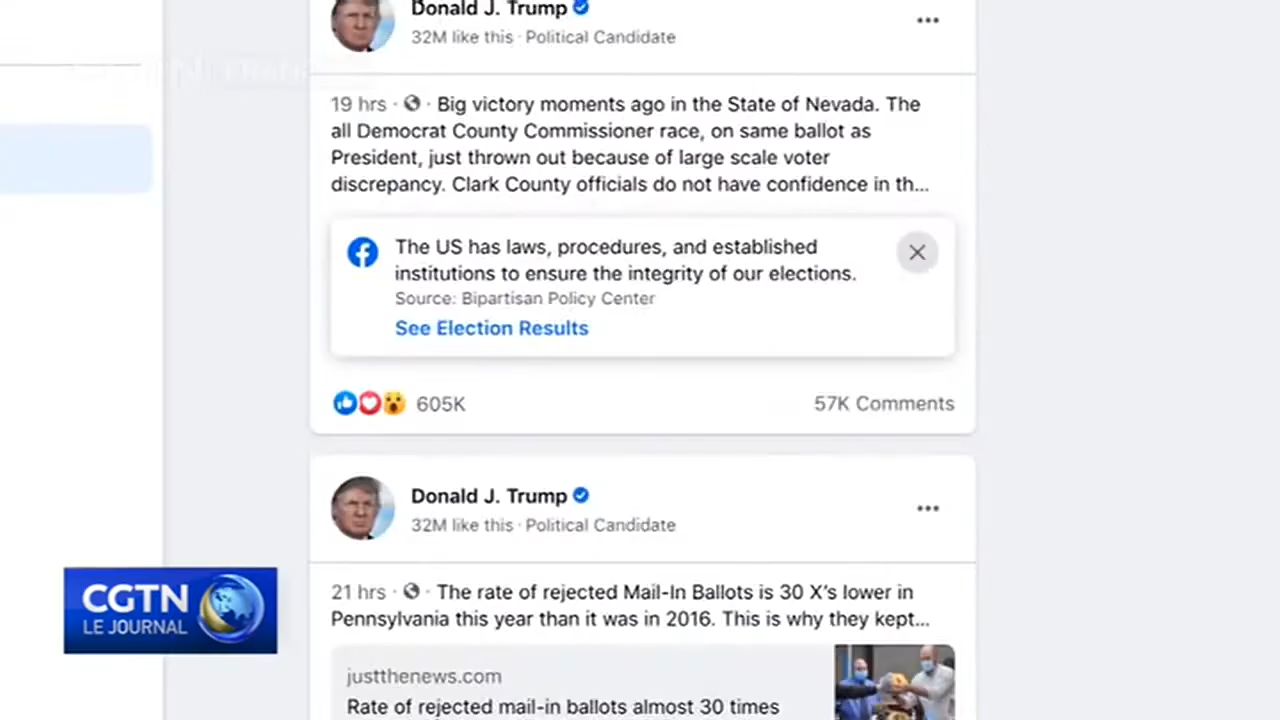 Donald J. Trump
32M like this · Political Candidate
19 hrs · · Big victory moments ago in the State of Nevada. The
all Democrat County Commissioner race, on same ballot as
President, just thrown out because of large scale voter
discrepancy. Clark County officials do not have confidence in th...
The US has laws, procedures, and established
institutions to ensure the integrity of our elections.
Source: Bipartisan Policy Center
See Election Results
605K
57K Comments
Donald J. Trump
32M like this · Political Candidate
21 hrs · · The rate of rejected Mail-In Ballots is 30 X's lower in
Pennsylvania this year than it was in 2016. This is why they kept...
justthenews.com
Rate of rejected mail-in ballots almost 30 times
CGTN
LE JOURNAL